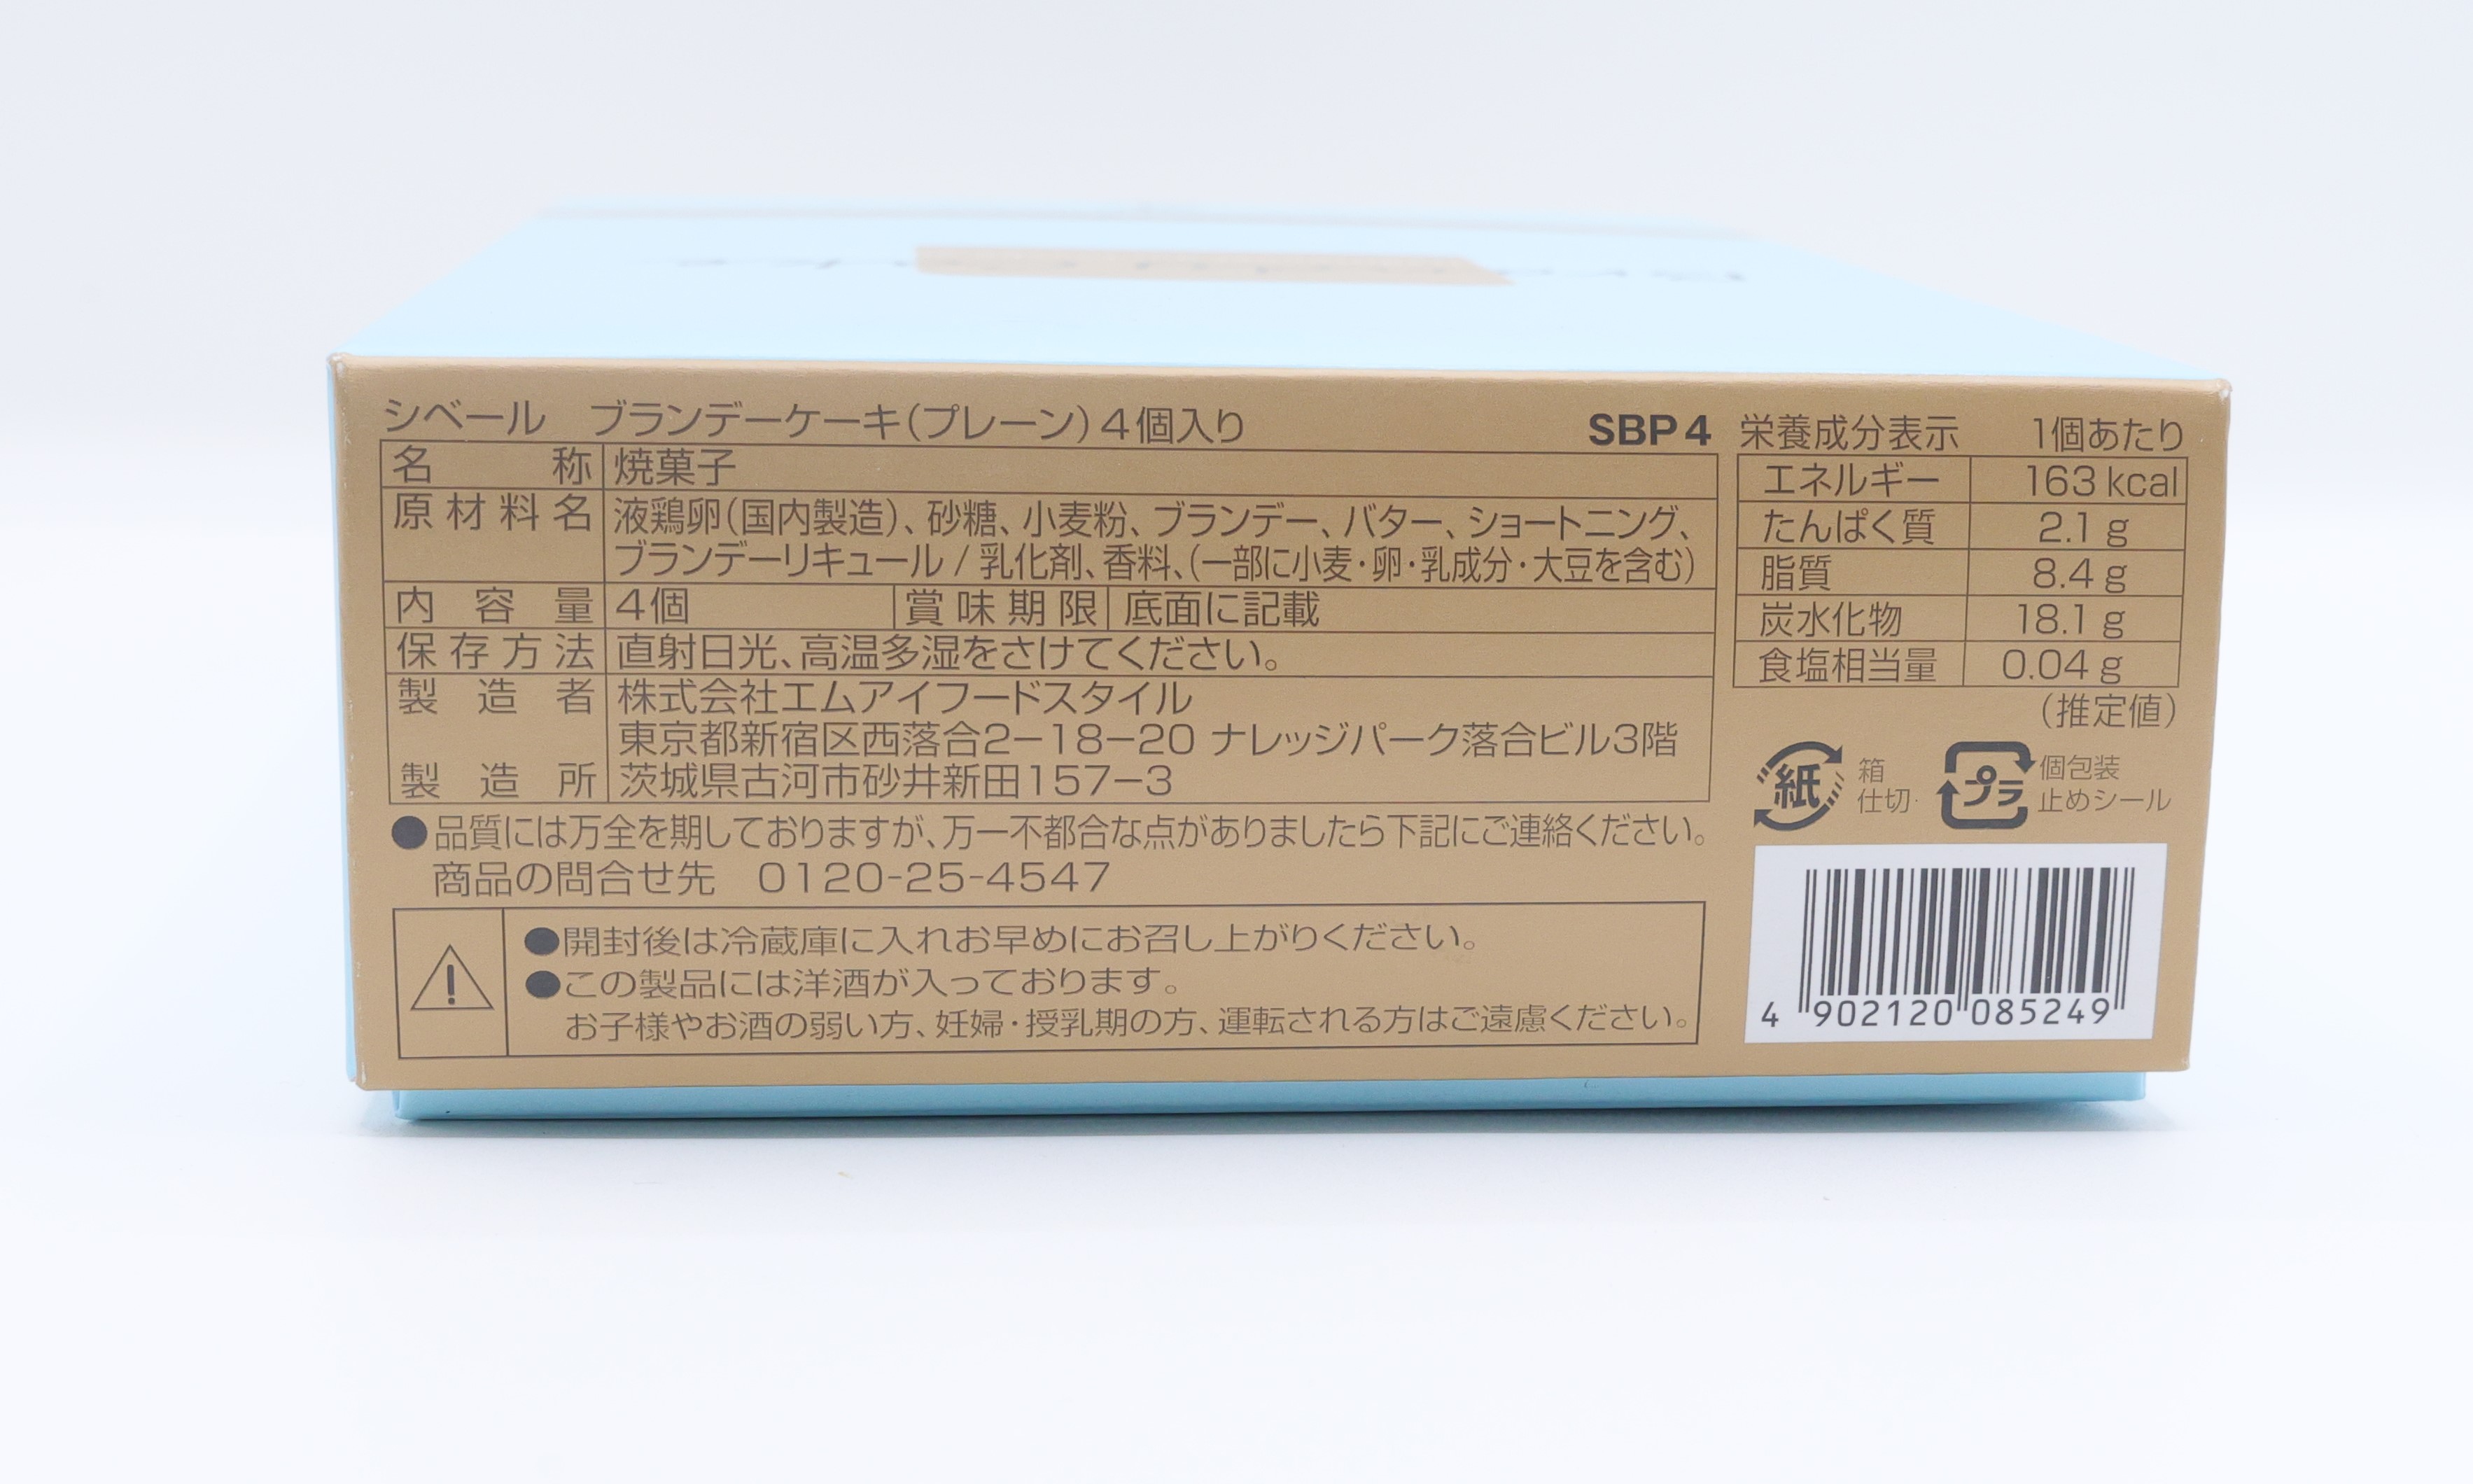 シベール　ブランデーケーキ(プレーン)4個入り　SBP4
名称　焼菓子
原材料名　液鶏卵(国内製造)、砂糖、小麦粉、ブランデー、バター、ショートニング、
ブランデーリキュール / 乳化剤、香料、(一部に小麦・卵・乳成分・大豆を含む)
内容量　4個　賞味期限　底面に記載
保存方法　直射日光、高温多湿をさけてください。
製造者　株式会社エムアイフードスタイル
東京都新宿区西落合2−18−20 ナレッジパーク落合ビル3階
製造所　茨城県古河市砂井新田157−3
●品質には万全を期しておりますが、万一不都合な点がありましたら下記にご連絡ください。
商品の問合せ先　0120-25-4547
●開封後は冷蔵庫に入れお早めにお召し上がりください。
●この製品には洋酒が入っております。
お子様やお酒の弱い方、妊婦・授乳期の方、運転される方はご遠慮ください。
栄養成分表示　1個あたり
エネルギー　163 kcal
たんぱく質　2.1 g
脂質　8.4 g
炭水化物　18.1 g
食塩相当量　0.04 g
(推定値)
紙　箱
仕切
プラ　個包装
止めシール
4 902120 085249